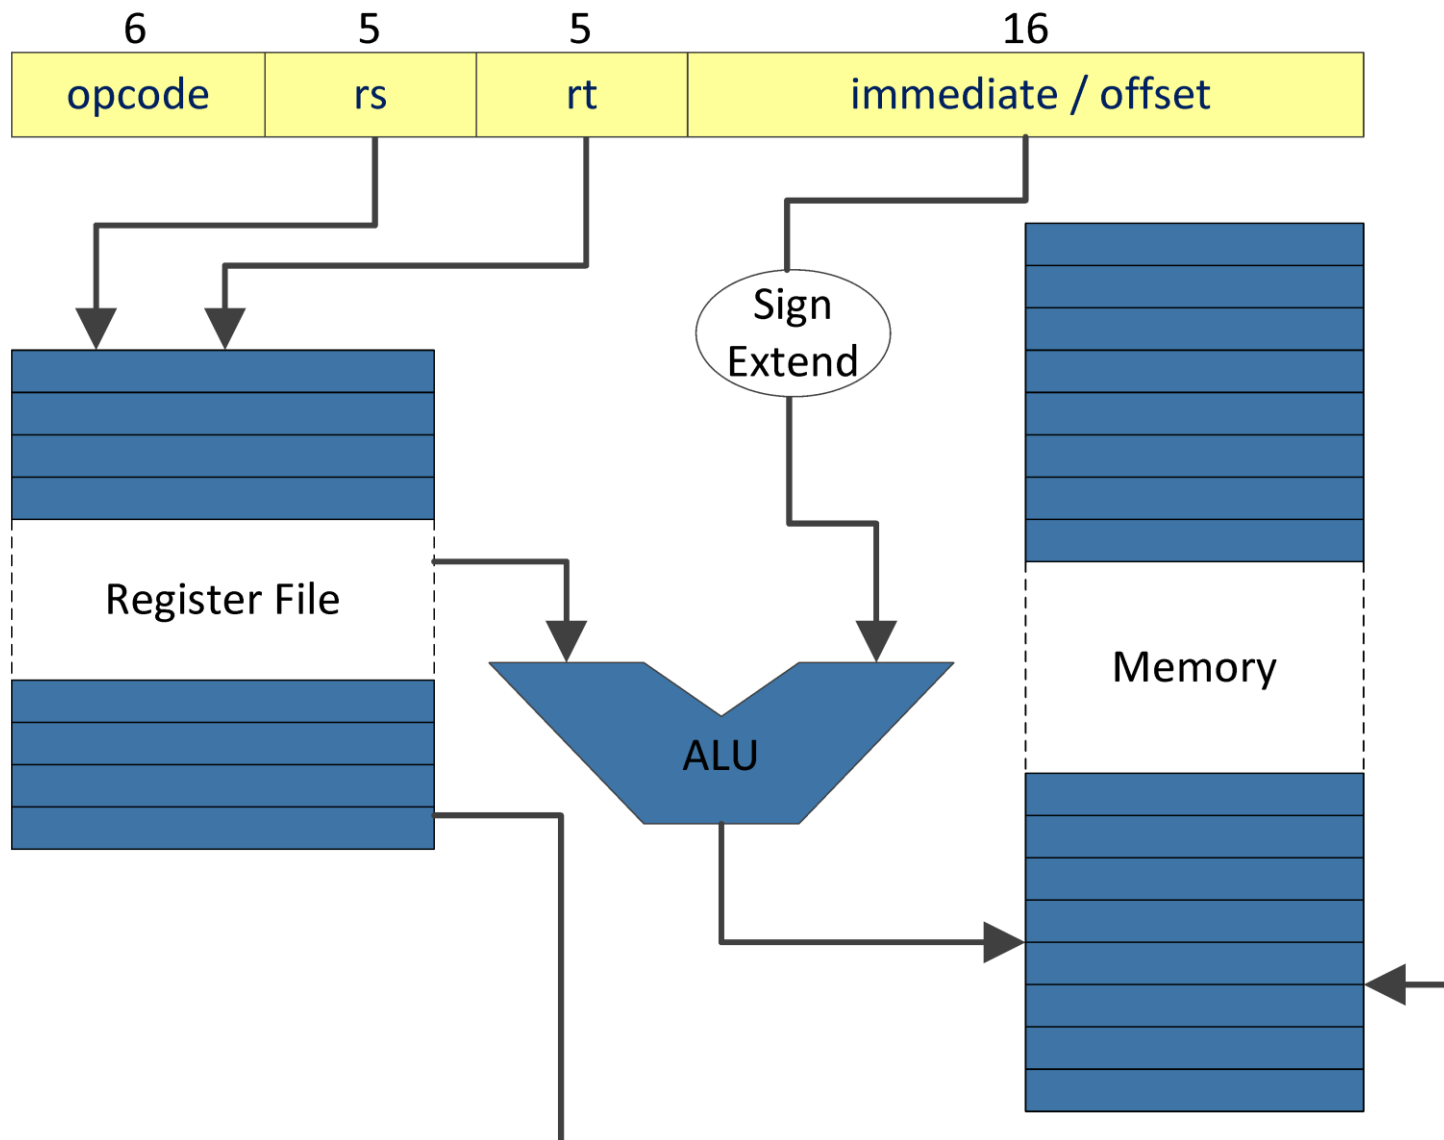 6 5 5 16
opcode rs rt immediate / offset
Sign
Extend
Register File
Memory
ALU